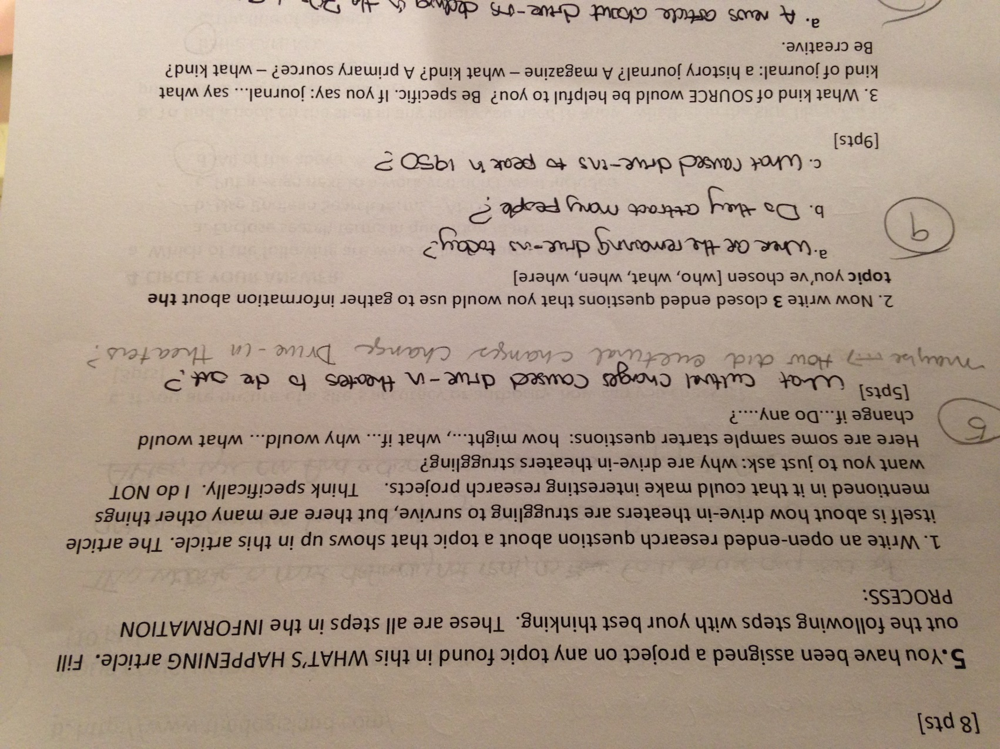 [8 pts]
5. You have been assigned a project on any topic found in this WHAT'S HAPPENING article. Fill
out the following steps with your best thinking. These are all steps in the INFORMATION
PROCESS:
1. Write an open-ended research question about a topic that shows up in this article. The article
itself is about how drive-in theaters are struggling to survive, but there are many other things
mentioned in it that could make interesting research projects. Think specifically. I do NOT
want you to just ask: why are drive-in theaters struggling?
Here are some sample starter questions: how might..., what if... why would... what would
change if...Do any....?
5
[5pts]
What cultural changes caused drive-in theaters to die out?
maybe → How did cultural changes change Drive-in theaters?
2. Now write 3 closed ended questions that you would use to gather information about the
topic you've chosen [who, what, when, where]
a. Where are the remaining drive-ins today?
9
b. Do they attract many people?
c. What caused drive-ins to peak in 1950?
[9pts]
3. What kind of SOURCE would be helpful to you? Be specific. If you say: journal... say what
kind of journal: a history journal? A magazine – what kind? A primary source? – what kind?
Be creative.
a. A news article about drive-ins in the